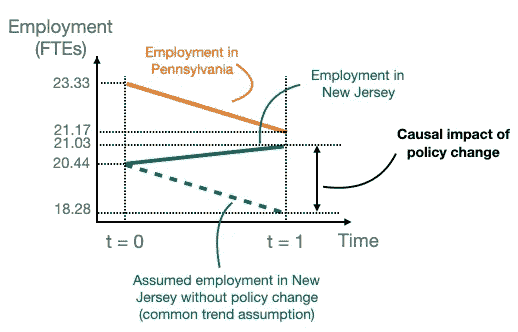 Employment
(FTEs)
Employment in
Pennsylvania
Employment in
New Jersey
23.33
21.17
21.03
20.44
18.28
Causal impact of
policy change
t = 0
t = 1
Time
Assumed employment in New
Jersey without policy change
(common trend assumption)